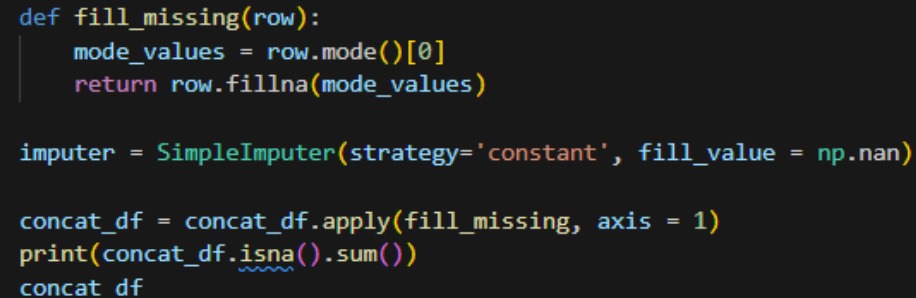 def fill_missing(row):
    mode_values = row.mode()[0]
    return row.fillna(mode_values)
imputer = SimpleImputer(strategy='constant', fill_value = np.nan)
concat_df = concat_df.apply(fill_missing, axis = 1)
print(concat_df.isna().sum())
concat_df